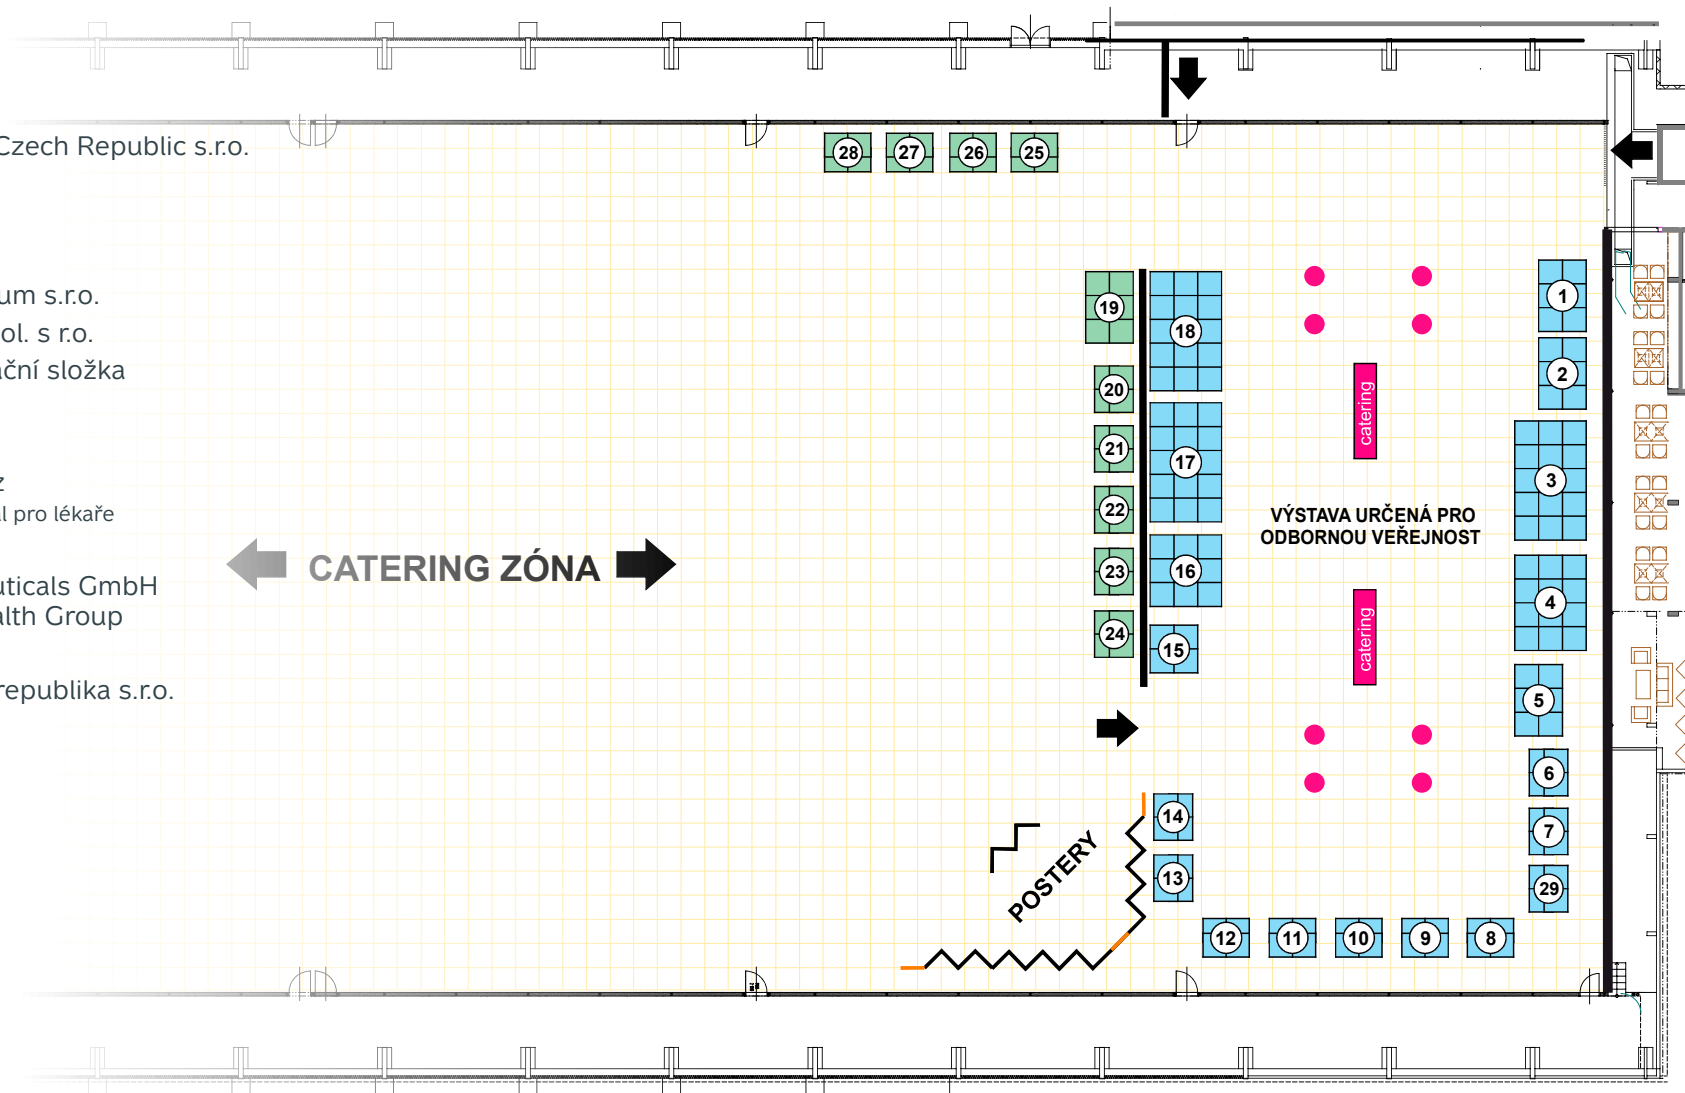 Czech Republic s.r.o.
um s.r.o.
ol. s r.o.
ační složka
z
l pro lékaře
uticals GmbH
alth Group
republika s.r.o.
CATERING ZÓNA
28 27 26 25
19
20
21
22
23
24
18
17
16
15
14
13
12 11 10 9 8
1
2
3
4
5
6
7
29
catering
VÝSTAVA URČENÁ PRO
ODBORNOU VEŘEJNOST
catering
POSTERY